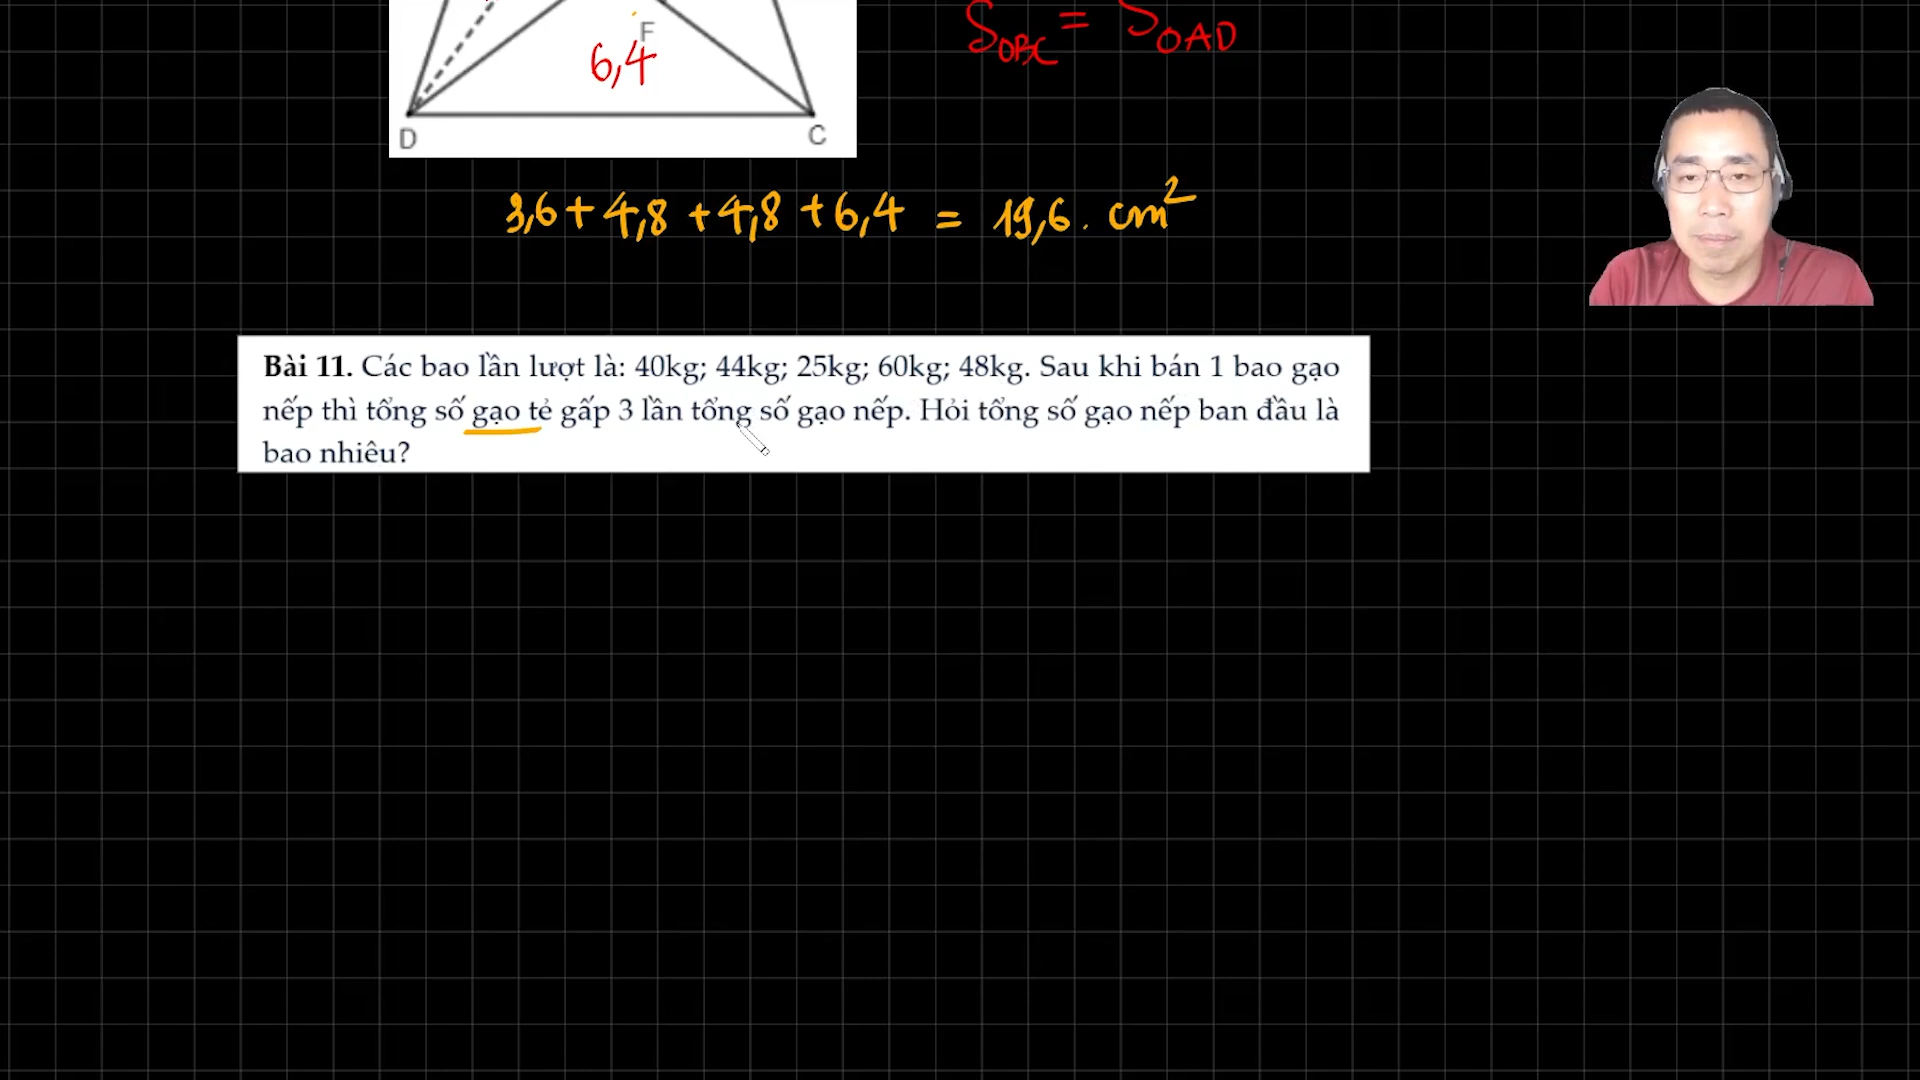 S_OBC = S_OAD
F
6,4
D
C
3,6 + 4,8 + 4,8 + 6,4 = 19,6. cm²
Bài 11. Các bao lần lượt là: 40kg; 44kg; 25kg; 60kg; 48kg. Sau khi bán 1 bao gạo
nếp thì tổng số gạo tẻ gấp 3 lần tổng số gạo nếp. Hỏi tổng số gạo nếp ban đầu là
bao nhiêu?